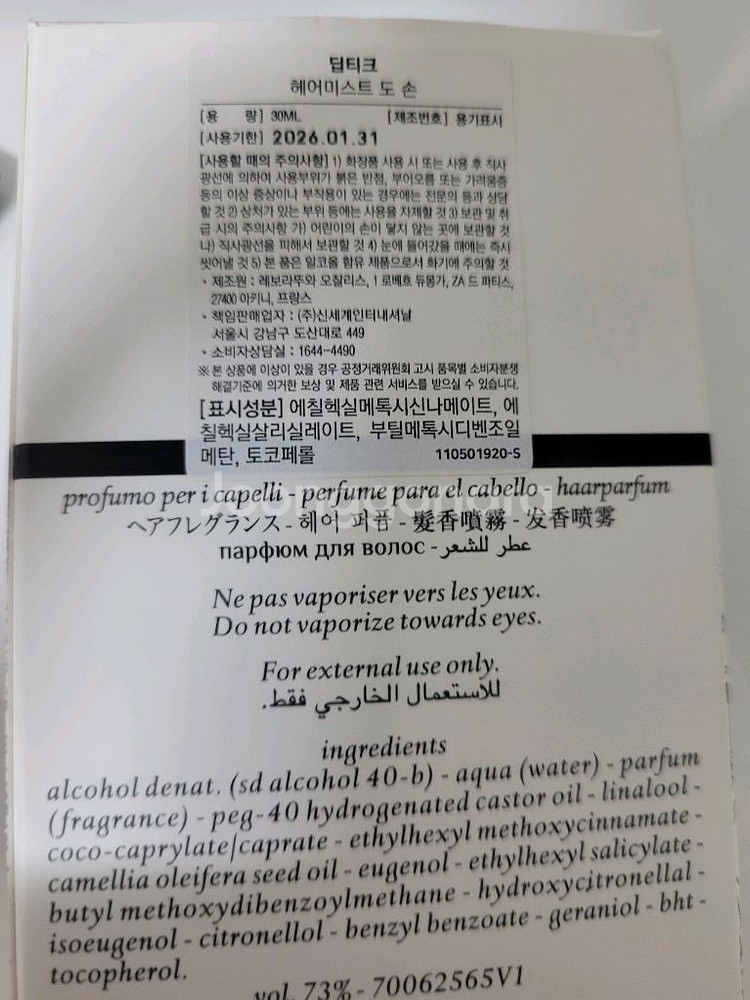 딥티크
헤어미스트 도 손
[용 량] 30ML [제조번호] 용기표시
[사용기한] 2026.01.31
[사용할 때의 주의사항] 1) 화장품 사용 시 또는 사용 후 직사
광선에 의하여 사용부위가 붉은 반점, 부어오름 또는 가려움증
등의 이상 증상이나 부작용이 있는 경우에는 전문의 등과 상담
할 것 2) 상처가 있는 부위 등에는 사용을 자제할 것 3) 보관 및 취
급 시의 주의사항 가) 어린이의 손이 닿지 않는 곳에 보관할 것
나) 직사광선을 피해서 보관할 것 4) 눈에 들어갔을 때에는 즉시
씻어낼 것 5) 본 품은 알코올 함유 제품으로서 화기에 주의할 것
• 제조원 : 레보라뚜와 오질리스, 1 로베흐 듀몽가, ZA 드 파티스,
27400 아키니, 프랑스
• 책임판매업자 : (주)신세계인터내셔날
서울시 강남구 도산대로 449
• 소비자상담실 : 1644-4490
※ 본 상품에 이상이 있을 경우 공정거래위원회 고시 품목별 소비자분쟁
해결기준에 의거한 보상 및 제품 관련 서비스를 받으실 수 있습니다.
[표시성분] 에칠헥실메톡시신나메이트, 에
칠헥실살리실레이트, 부틸메톡시디벤조일
메탄, 토코페롤 110501920-S
profumo per i capelli - perfume para el cabello - haarparfum
ヘアフレグランス - 헤어 퍼퓸 - 髮香噴霧 - 发香喷雾
парфюм для волос - عطر للشعر
Ne pas vaporiser vers les yeux.
Do not vaporize towards eyes.
For external use only.
للاستعمال الخارجي فقط.
ingredients
alcohol denat. (sd alcohol 40-b) - aqua (water) - parfum
(fragrance) - peg-40 hydrogenated castor oil - linalool -
coco-caprylate/caprate - ethylhexyl methoxycinnamate -
camellia oleifera seed oil - eugenol - ethylhexyl salicylate -
butyl methoxydibenzoylmethane - hydroxycitronellal -
isoeugenol - citronellol - benzyl benzoate - geraniol - bht -
tocopherol.
vol. 73% - 70062565V1